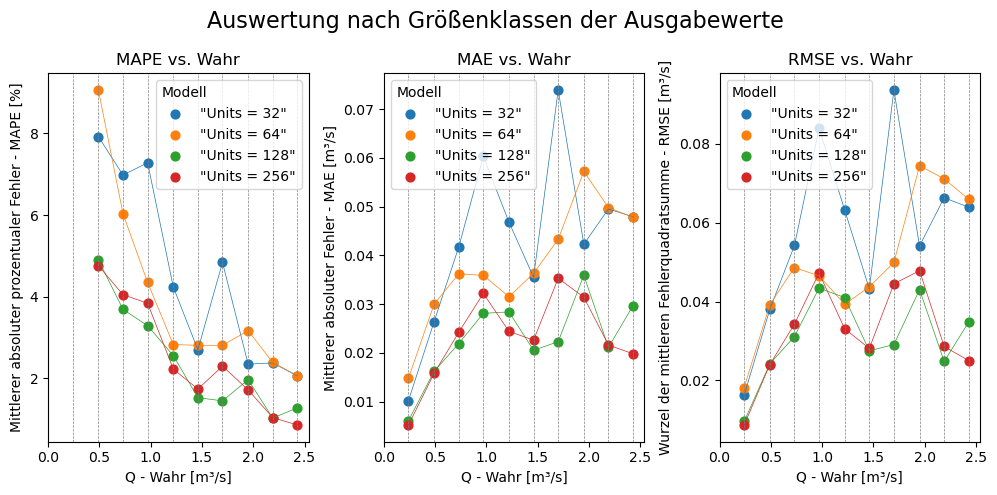 Auswertung nach Größenklassen der Ausgabewerte
MAPE vs. Wahr
Mittlerer absoluter prozentualer Fehler - MAPE [%]
8
6
4
2
Modell
"Units = 32"
"Units = 64"
"Units = 128"
"Units = 256"
0.0 0.5 1.0 1.5 2.0 2.5
Q - Wahr [m³/s]
MAE vs. Wahr
Mittlerer absoluter Fehler - MAE [m³/s]
0.07
0.06
0.05
0.04
0.03
0.02
0.01
Modell
"Units = 32"
"Units = 64"
"Units = 128"
"Units = 256"
0.0 0.5 1.0 1.5 2.0 2.5
Q - Wahr [m³/s]
RMSE vs. Wahr
Wurzel der mittleren Fehlerquadratsumme - RMSE [m³/s]
0.08
0.06
0.04
0.02
Modell
"Units = 32"
"Units = 64"
"Units = 128"
"Units = 256"
0.0 0.5 1.0 1.5 2.0 2.5
Q - Wahr [m³/s]